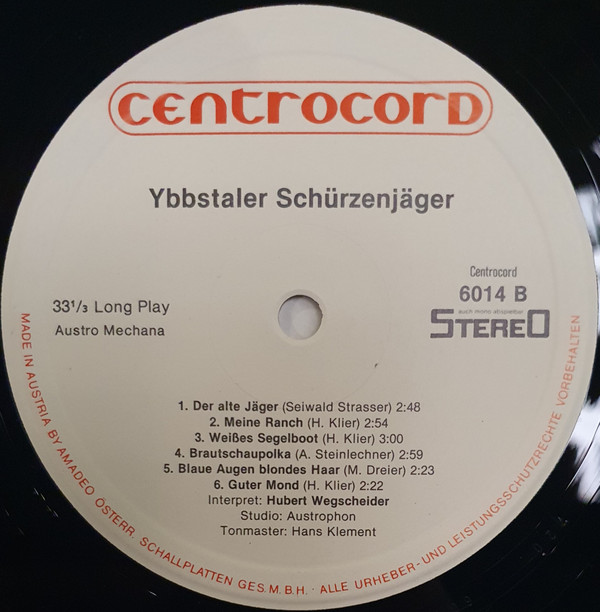 Centrocord
Ybbstaler Schürzenjäger
33¹/₃ Long Play
Austro Mechana
Centrocord
6014 B
auch mono abspielbar
STEREO
1. Der alte Jäger (Seiwald Strasser) 2:48
2. Meine Ranch (H. Klier) 2:54
3. Weißes Segelboot (H. Klier) 3:00
4. Brautschaupolka (A. Steinlechner) 2:59
5. Blaue Augen blondes Haar (M. Dreier) 2:23
6. Guter Mond (H. Klier) 2:22
Interpret: Hubert Wegscheider
Studio: Austrophon
Tonmaster: Hans Klement
MADE IN AUSTRIA BY AMADEO ÖSTERR. SCHALLPLATTEN GES.M.B.H. · ALLE URHEBER- UND LEISTUNGSSCHUTZRECHTE VORBEHALTEN